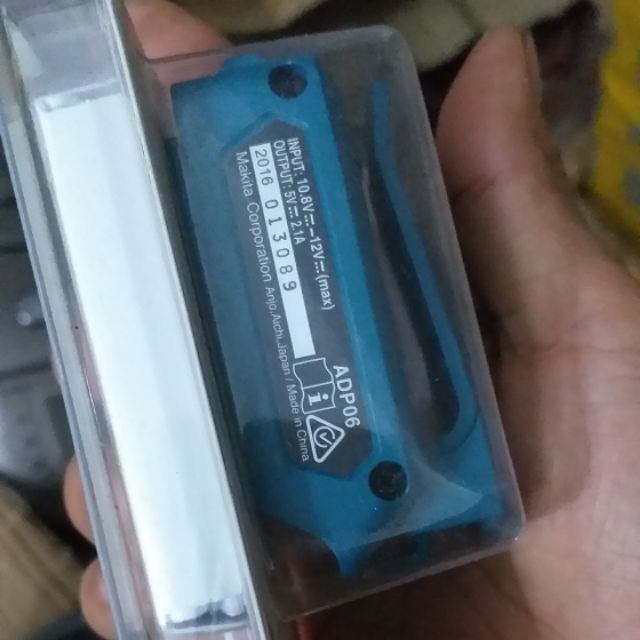 ADP06
INPUT: 10.8V⎓-12V⎓(max)
OUTPUT: 5V⎓2.1A
2016 013089
Makita Corporation Anjo,Aichi,Japan / Made in China